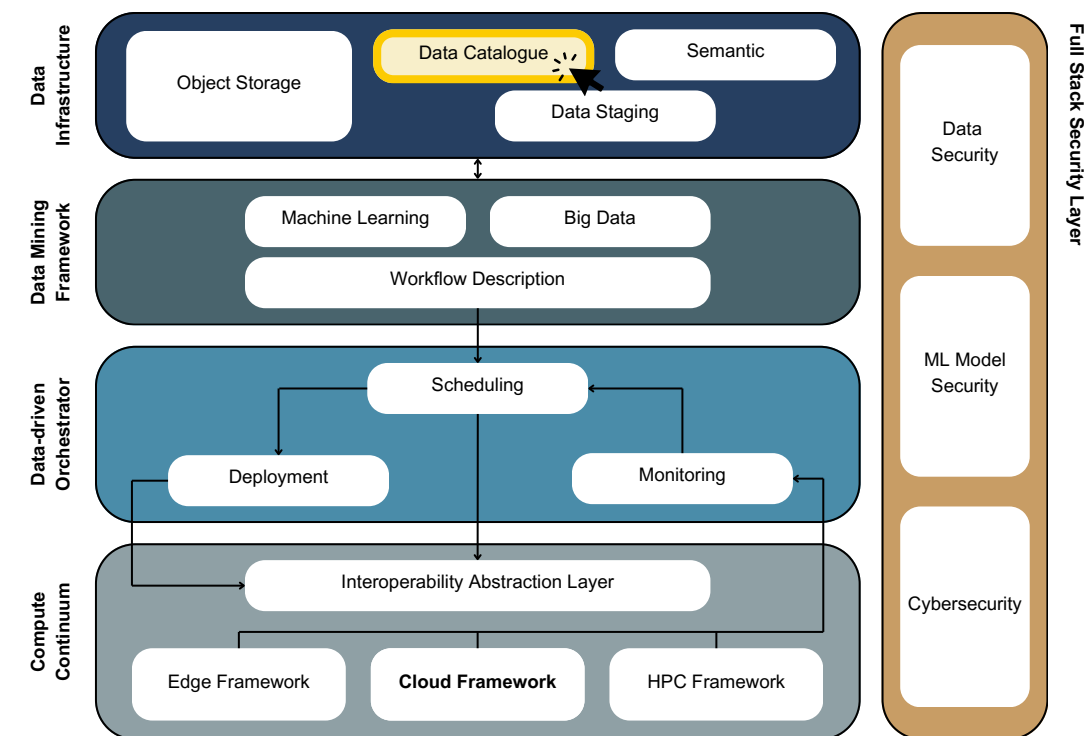 Data
Infrastructure
Object Storage
Data Catalogue
Semantic
Data Staging
Data Mining
Framework
Machine Learning
Big Data
Workflow Description
Data-driven
Orchestrator
Scheduling
Deployment
Monitoring
Compute
Continuum
Interoperability Abstraction Layer
Edge Framework
Cloud Framework
HPC Framework
Full Stack Security Layer
Data
Security
ML Model
Security
Cybersecurity